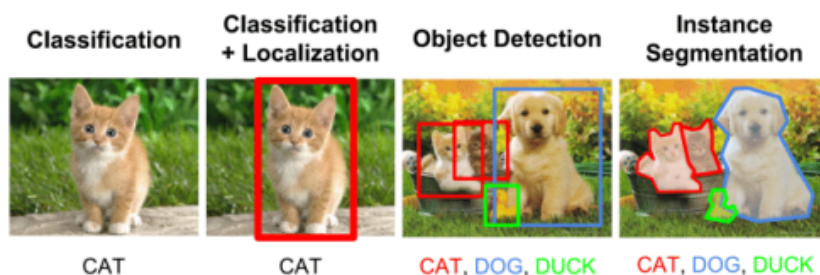 Classification
Classification
+ Localization
Object Detection
Instance
Segmentation
CAT
CAT
CAT, DOG, DUCK
CAT, DOG, DUCK